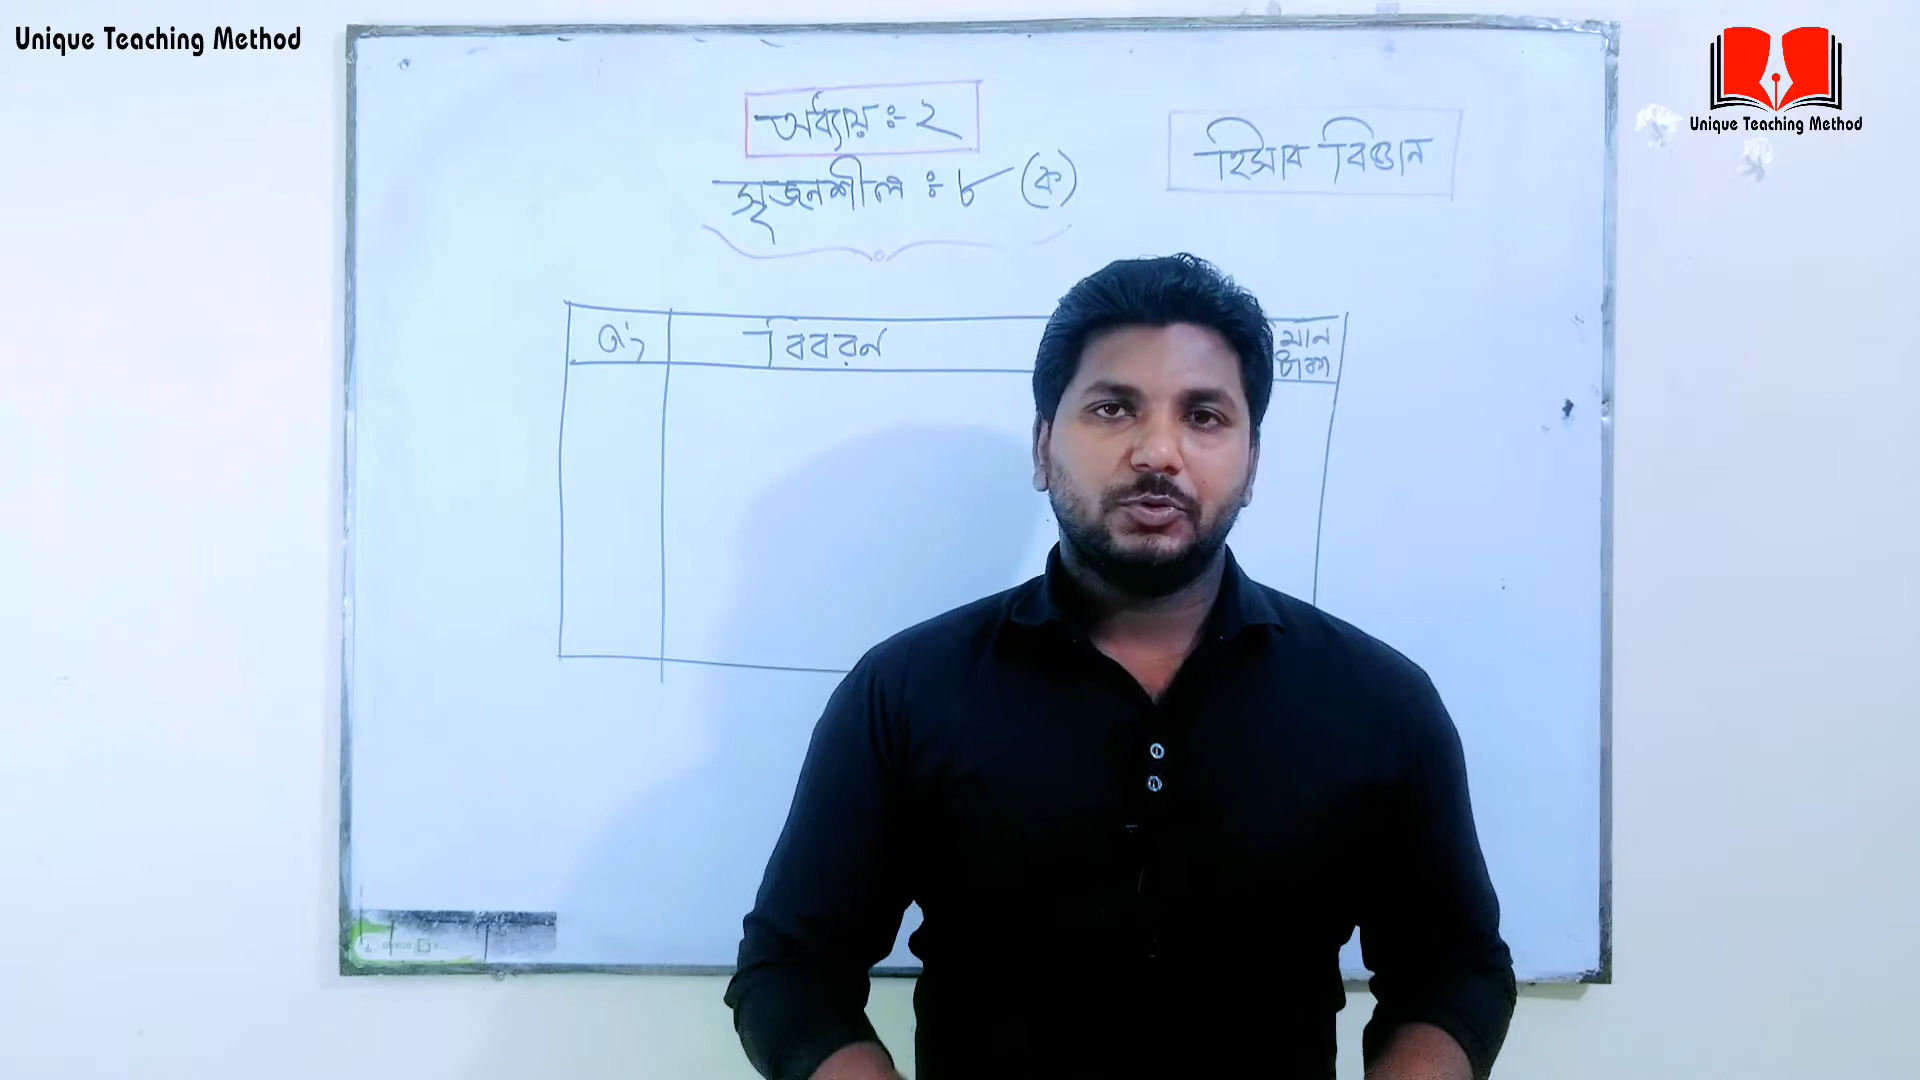 Unique Teaching Method
Unique Teaching Method
অধ্যায় ঃ- ২
সৃজনশীল ঃ- ৮ (ক)
হিসাব বিজ্ঞান
তাং
বিবরন
মান
টাকা